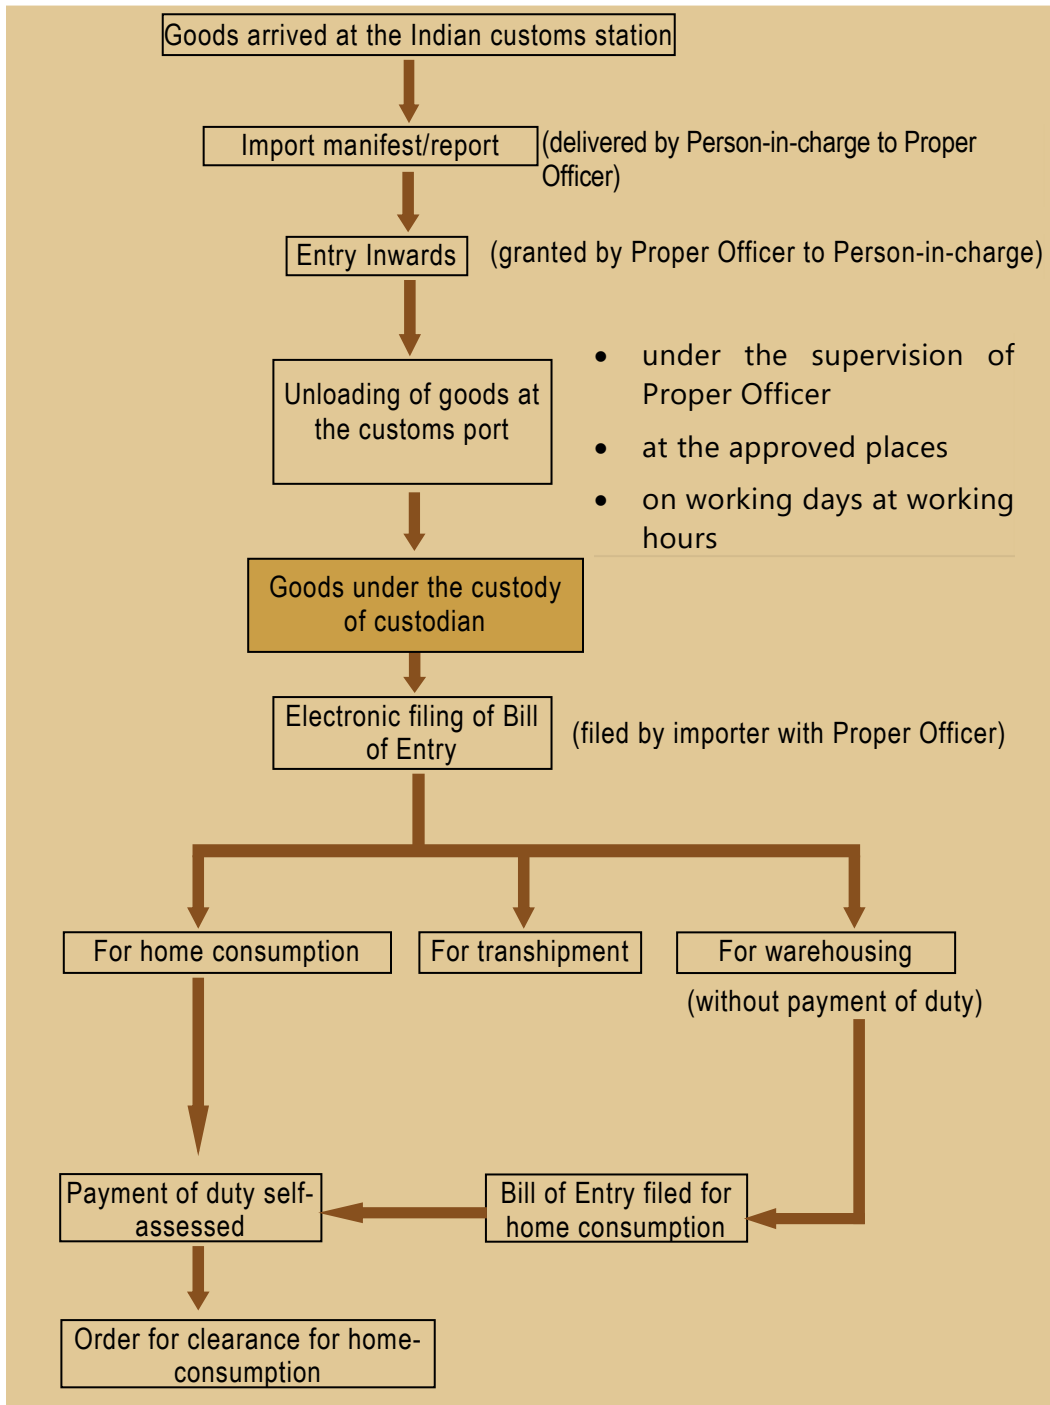 Goods arrived at the Indian customs station
Import manifest/report
(delivered by Person-in-charge to Proper
Officer)
Entry Inwards
(granted by Proper Officer to Person-in-charge)
Unloading of goods at
the customs port
• under the supervision of
Proper Officer
• at the approved places
• on working days at working
hours
Goods under the custody
of custodian
Electronic filing of Bill
of Entry
(filed by importer with Proper Officer)
For home consumption
For transhipment
For warehousing
(without payment of duty)
Payment of duty self-
assessed
Bill of Entry filed for
home consumption
Order for clearance for home-
consumption